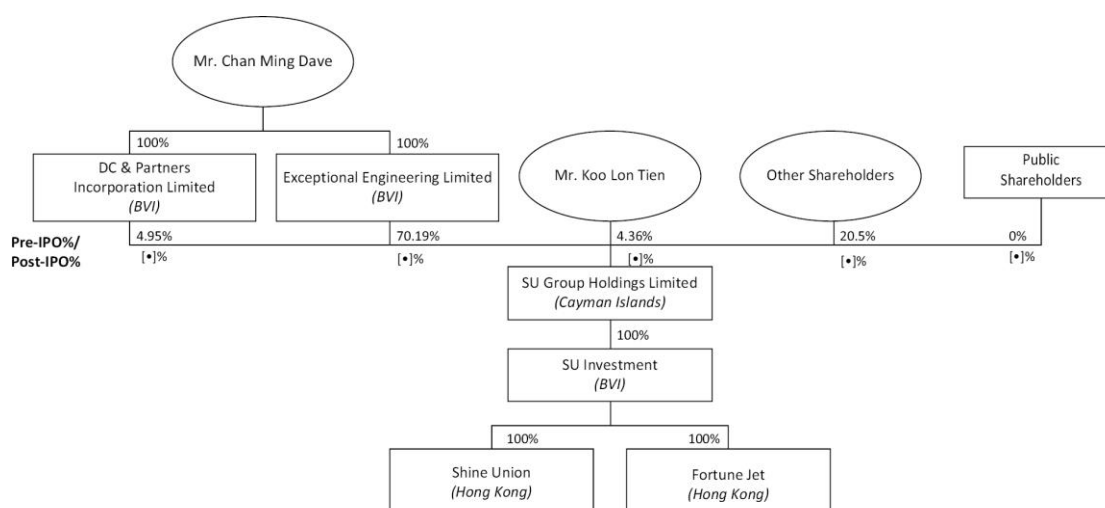 Mr. Chan Ming Dave
100%
100%
DC & Partners
Incorporation Limited
(BVI)
Exceptional Engineering Limited
(BVI)
Mr. Koo Lon Tien
Other Shareholders
Public
Shareholders
Pre-IPO%/
Post-IPO%
4.95%
[•]%
70.19%
[•]%
4.36%
[•]%
20.5%
[•]%
0%
[•]%
SU Group Holdings Limited
(Cayman Islands)
100%
SU Investment
(BVI)
100%
100%
Shine Union
(Hong Kong)
Fortune Jet
(Hong Kong)